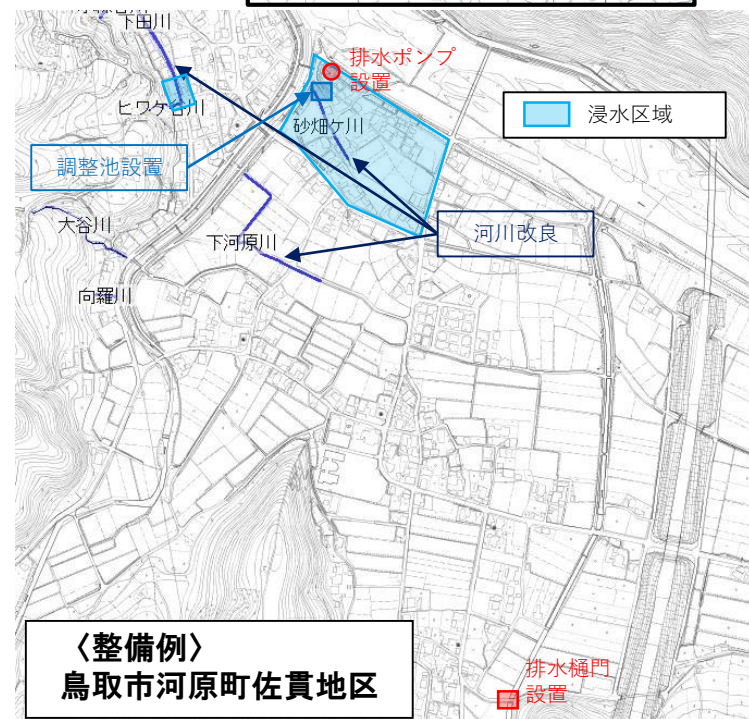 下田川
排水ポンプ
設置
ヒワケ谷川
浸水区域
砂畑ケ川
調整池設置
大谷川
河川改良
下河原川
向羅川
排水樋門
設置
〈整備例〉
鳥取市河原町佐貫地区